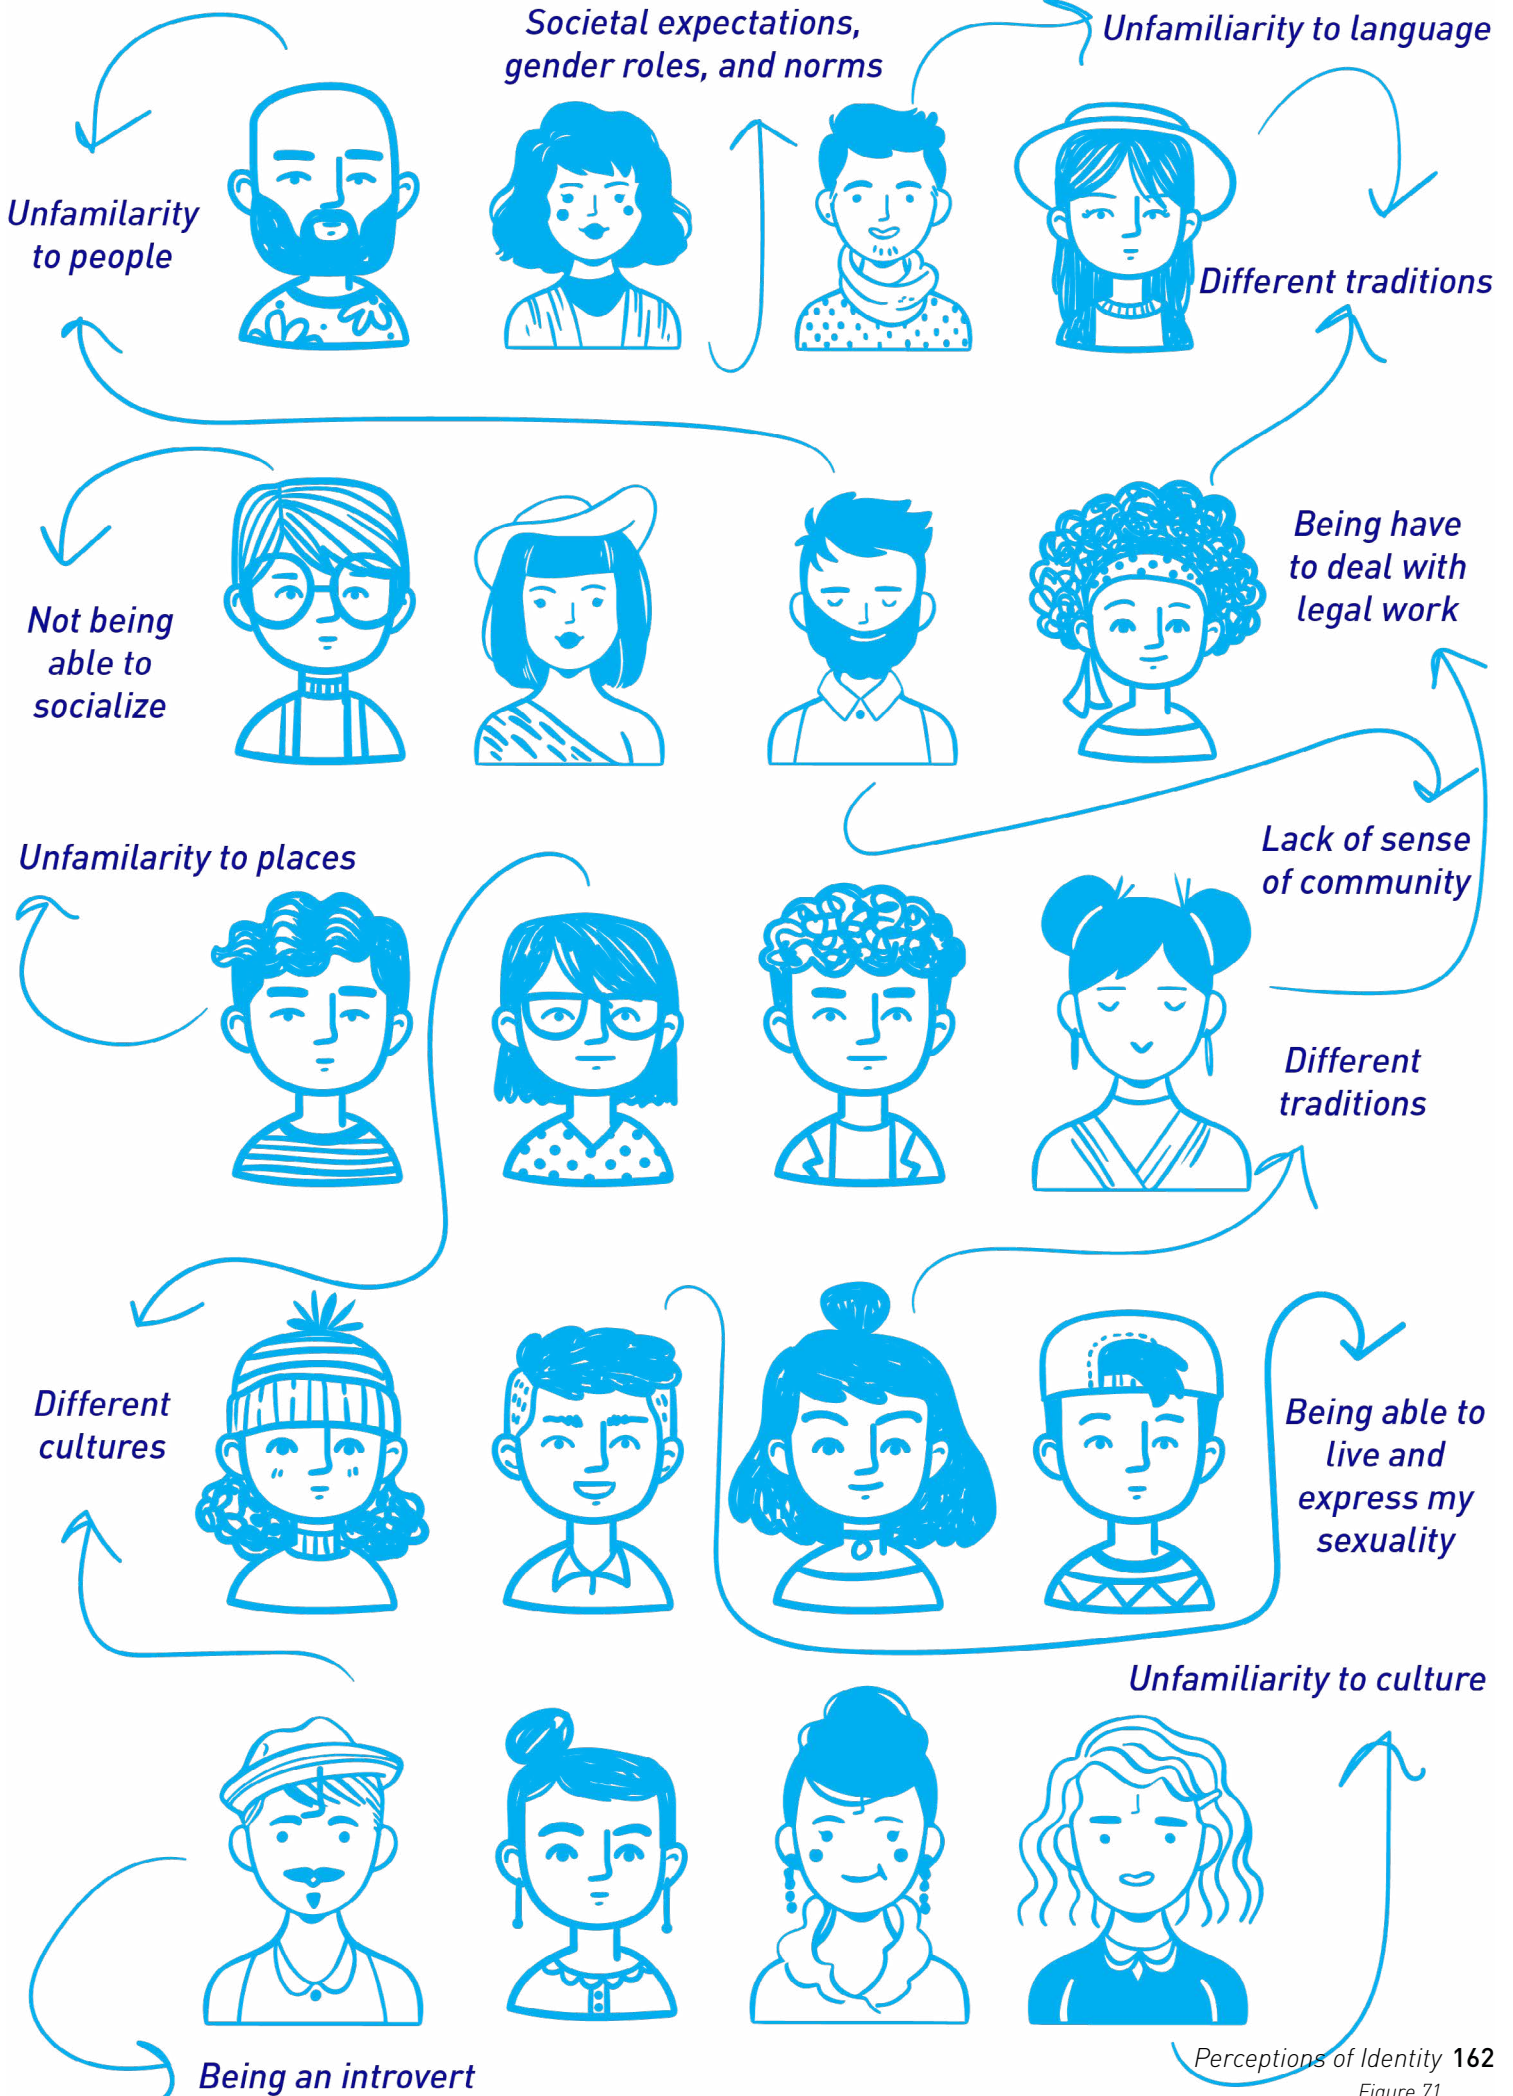 Societal expectations,
gender roles, and norms
Unfamiliarity to language
Unfamilarity
to people
Different traditions
Being have
to deal with
legal work
Not being
able to
socialize
Unfamilarity to places
Lack of sense
of community
Different
traditions
Different
cultures
Being able to
live and
express my
sexuality
Unfamiliarity to culture
Being an introvert
Perceptions of Identity 162
Figure 71